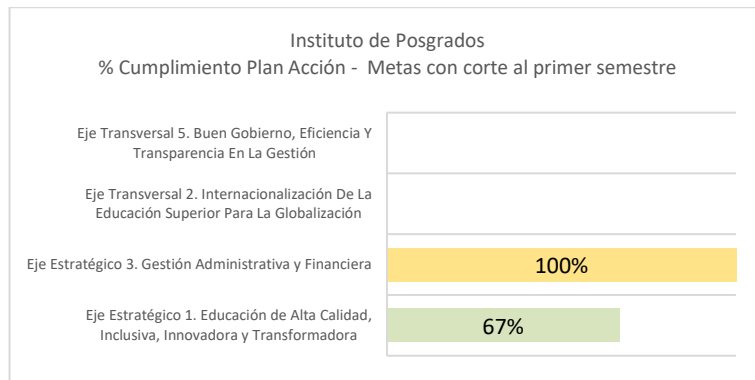 Instituto de Posgrados
% Cumplimiento Plan Acción - Metas con corte al primer semestre
Eje Transversal 5. Buen Gobierno, Eficiencia Y
Transparencia En La Gestión
Eje Transversal 2. Internacionalización De La
Educación Superior Para La Globalización
Eje Estratégico 3. Gestión Administrativa y Financiera
100%
Eje Estratégico 1. Educación de Alta Calidad,
Inclusiva, Innovadora y Transformadora
67%